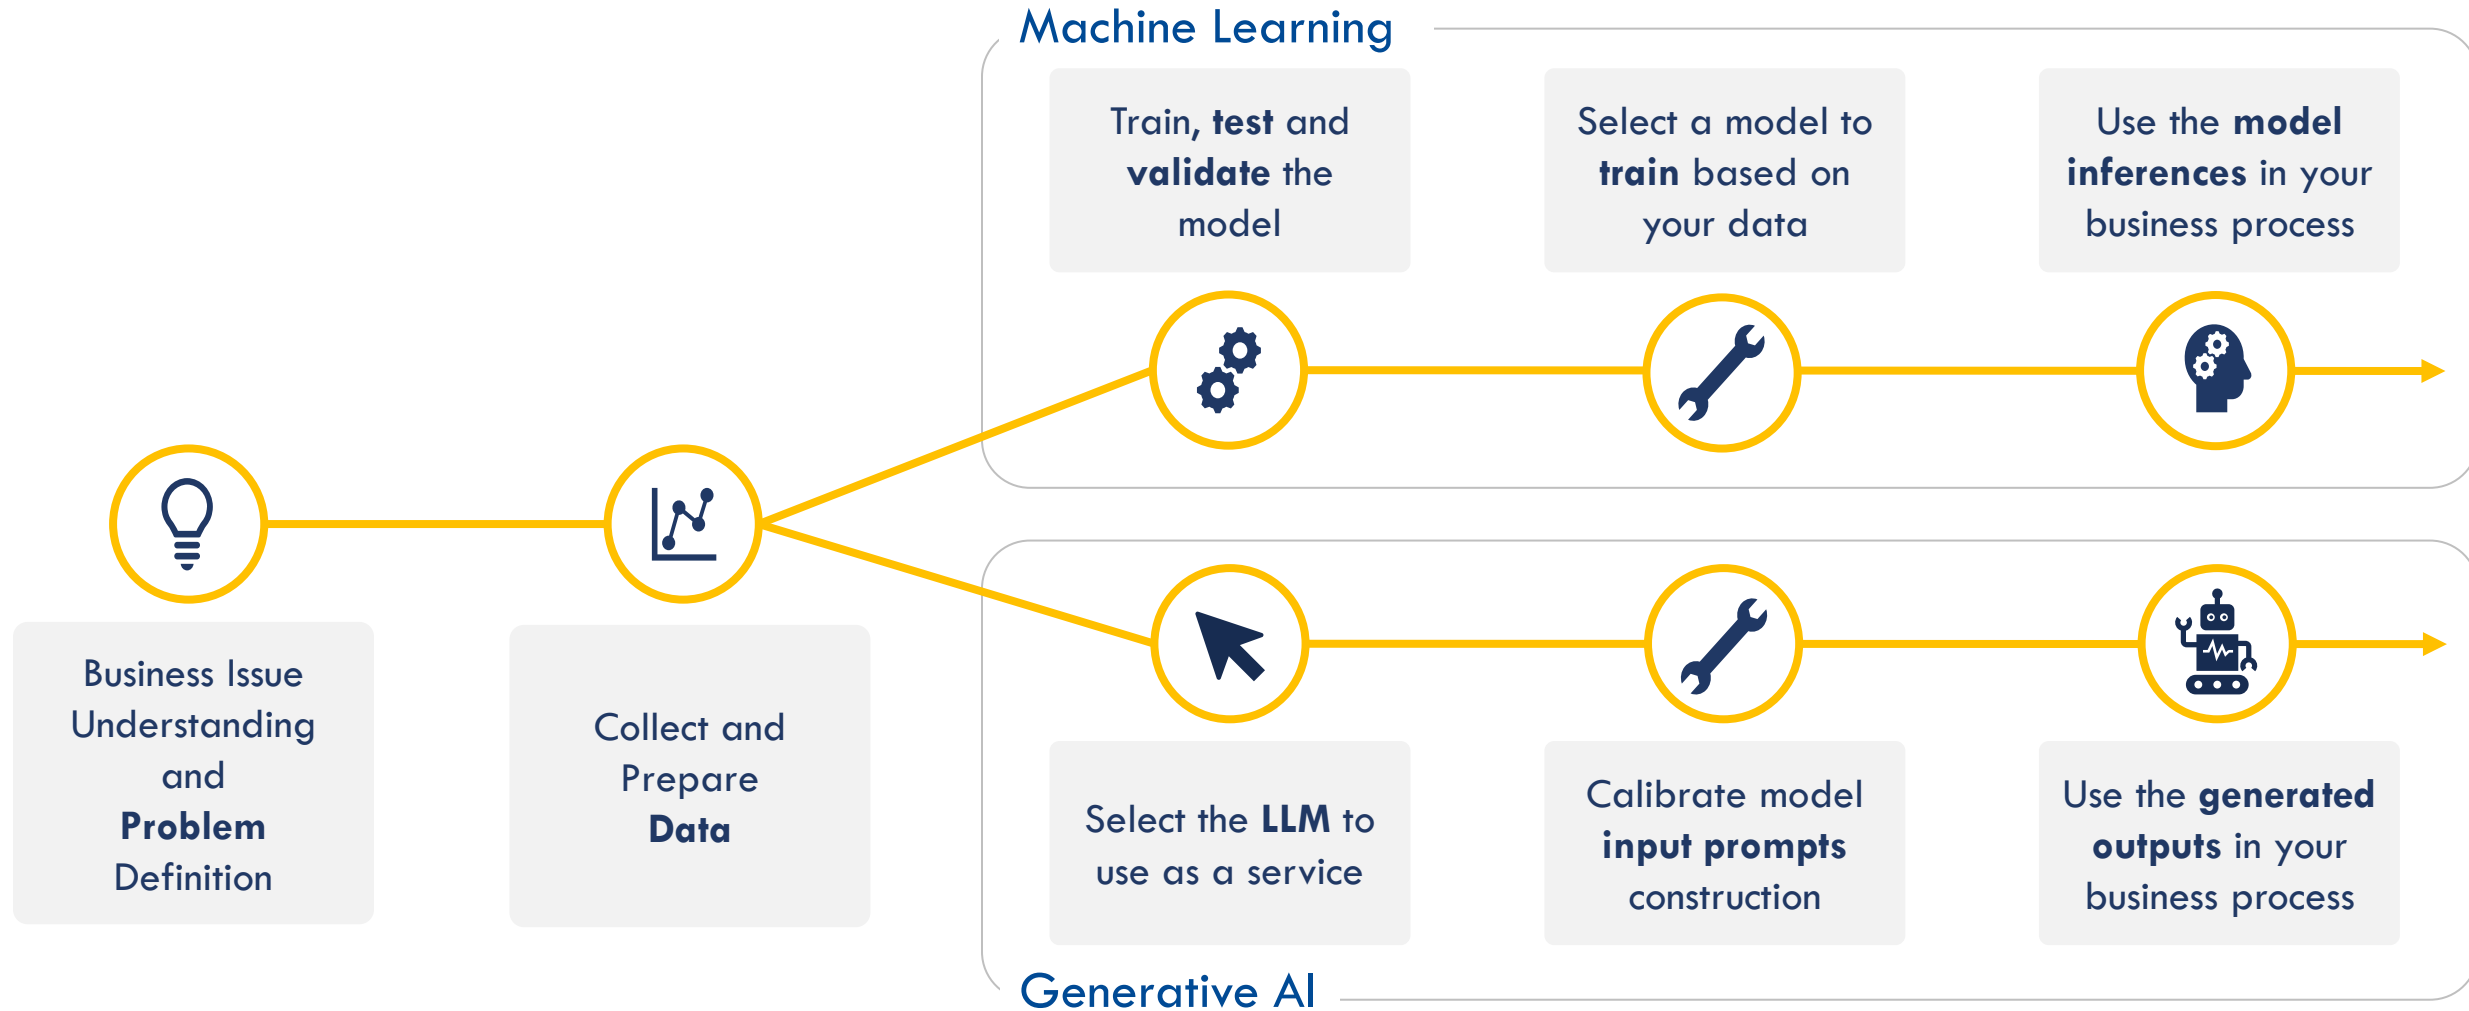 Machine Learning
Train, test and
validate the
model
Select a model to
train based on
your data
Use the model
inferences in your
business process
Business Issue
Understanding
and
Problem
Definition
Collect and
Prepare
Data
Select the LLM to
use as a service
Calibrate model
input prompts
construction
Use the generated
outputs in your
business process
Generative AI